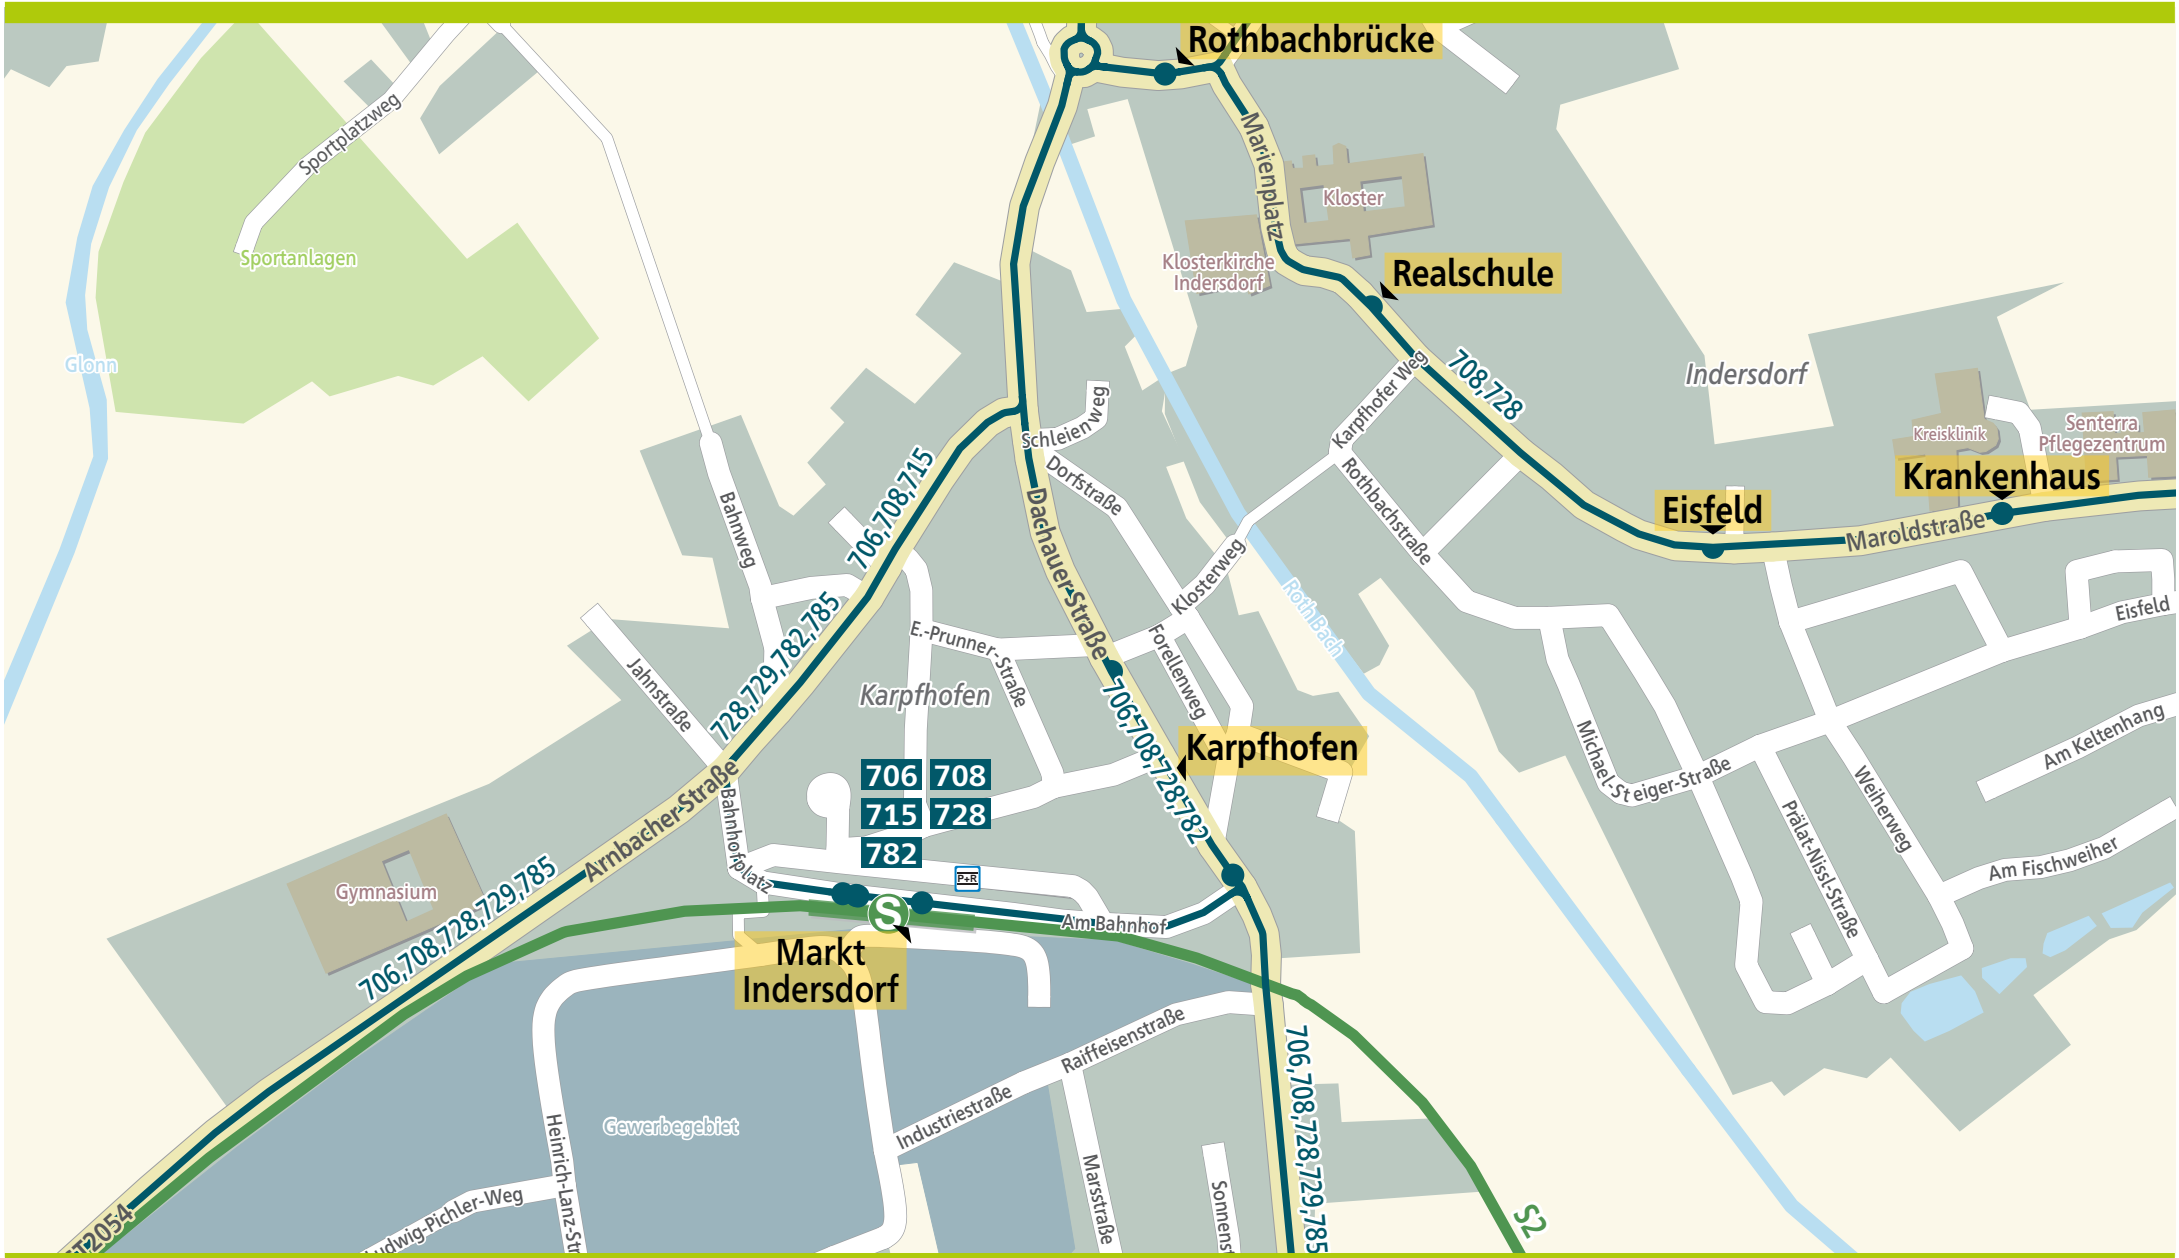 Rothbachbrücke
Sportplatzweg
Marienplatz
Kloster
Sportanlagen
Klosterkirche
Indersdorf
Realschule
Glonn
708,728
Indersdorf
Karpfhofer Weg
Schleienweg
Kreisklinik
Senterra
Pflegezentrum
Dorfstraße
Krankenhaus
Rothbachstraße
706,708,715
Bahnweg
Eisfeld
Maroldstraße
Dachauer Straße
Klosterweg
Rothbach
Eisfeld
728,729,782,785
E.-Prunner-Straße
Forellenweg
Jahnstraße
Karpfhofen
706,708,728,782
Karpfhofen
Michael-Steiger-Straße
Am Keltenhang
706 708
715 728
782
Arnbacher Straße
Bahnhofplatz
Weiherweg
Prälat-Nissl-Straße
Am Fischweiher
Gymnasium
P+R
706,708,728,729,785
S
Am Bahnhof
Markt
Indersdorf
Raiffeisenstraße
706,708,728,729,785
Industriestraße
Gewerbegebiet
Heinrich-Lanz-Str
Marsstraße
Sonnenst
Ludwig-Pichler-Weg
ST2054
S2